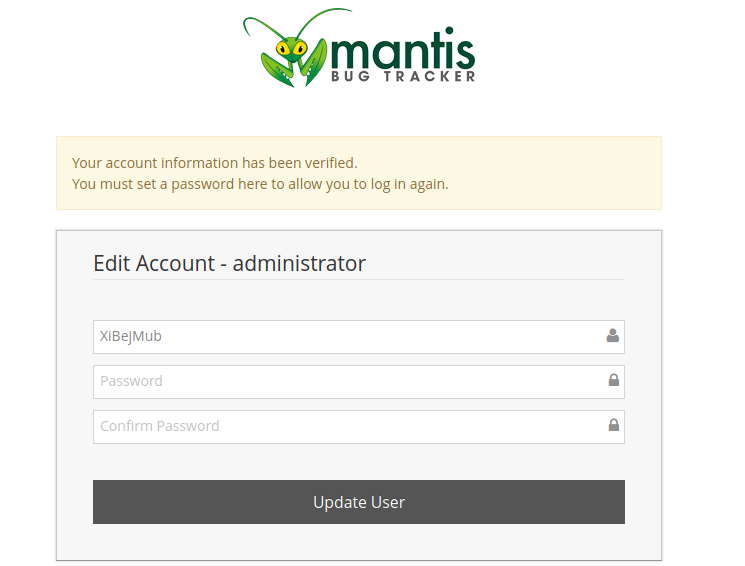 mantis
BUG TRACKER
Your account information has been verified.
You must set a password here to allow you to log in again.
Edit Account - administrator
XiBejMub
Password
Confirm Password
Update User